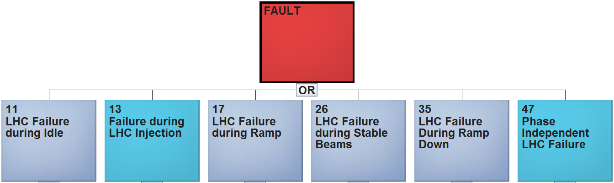 FAULT
OR
11
LHC Failure
during Idle
13
Failure during
LHC Injection
17
LHC Failure
during Ramp
26
LHC Failure
during Stable
Beams
35
LHC Failure
During Ramp
Down
47
Phase
Independent
LHC Failure